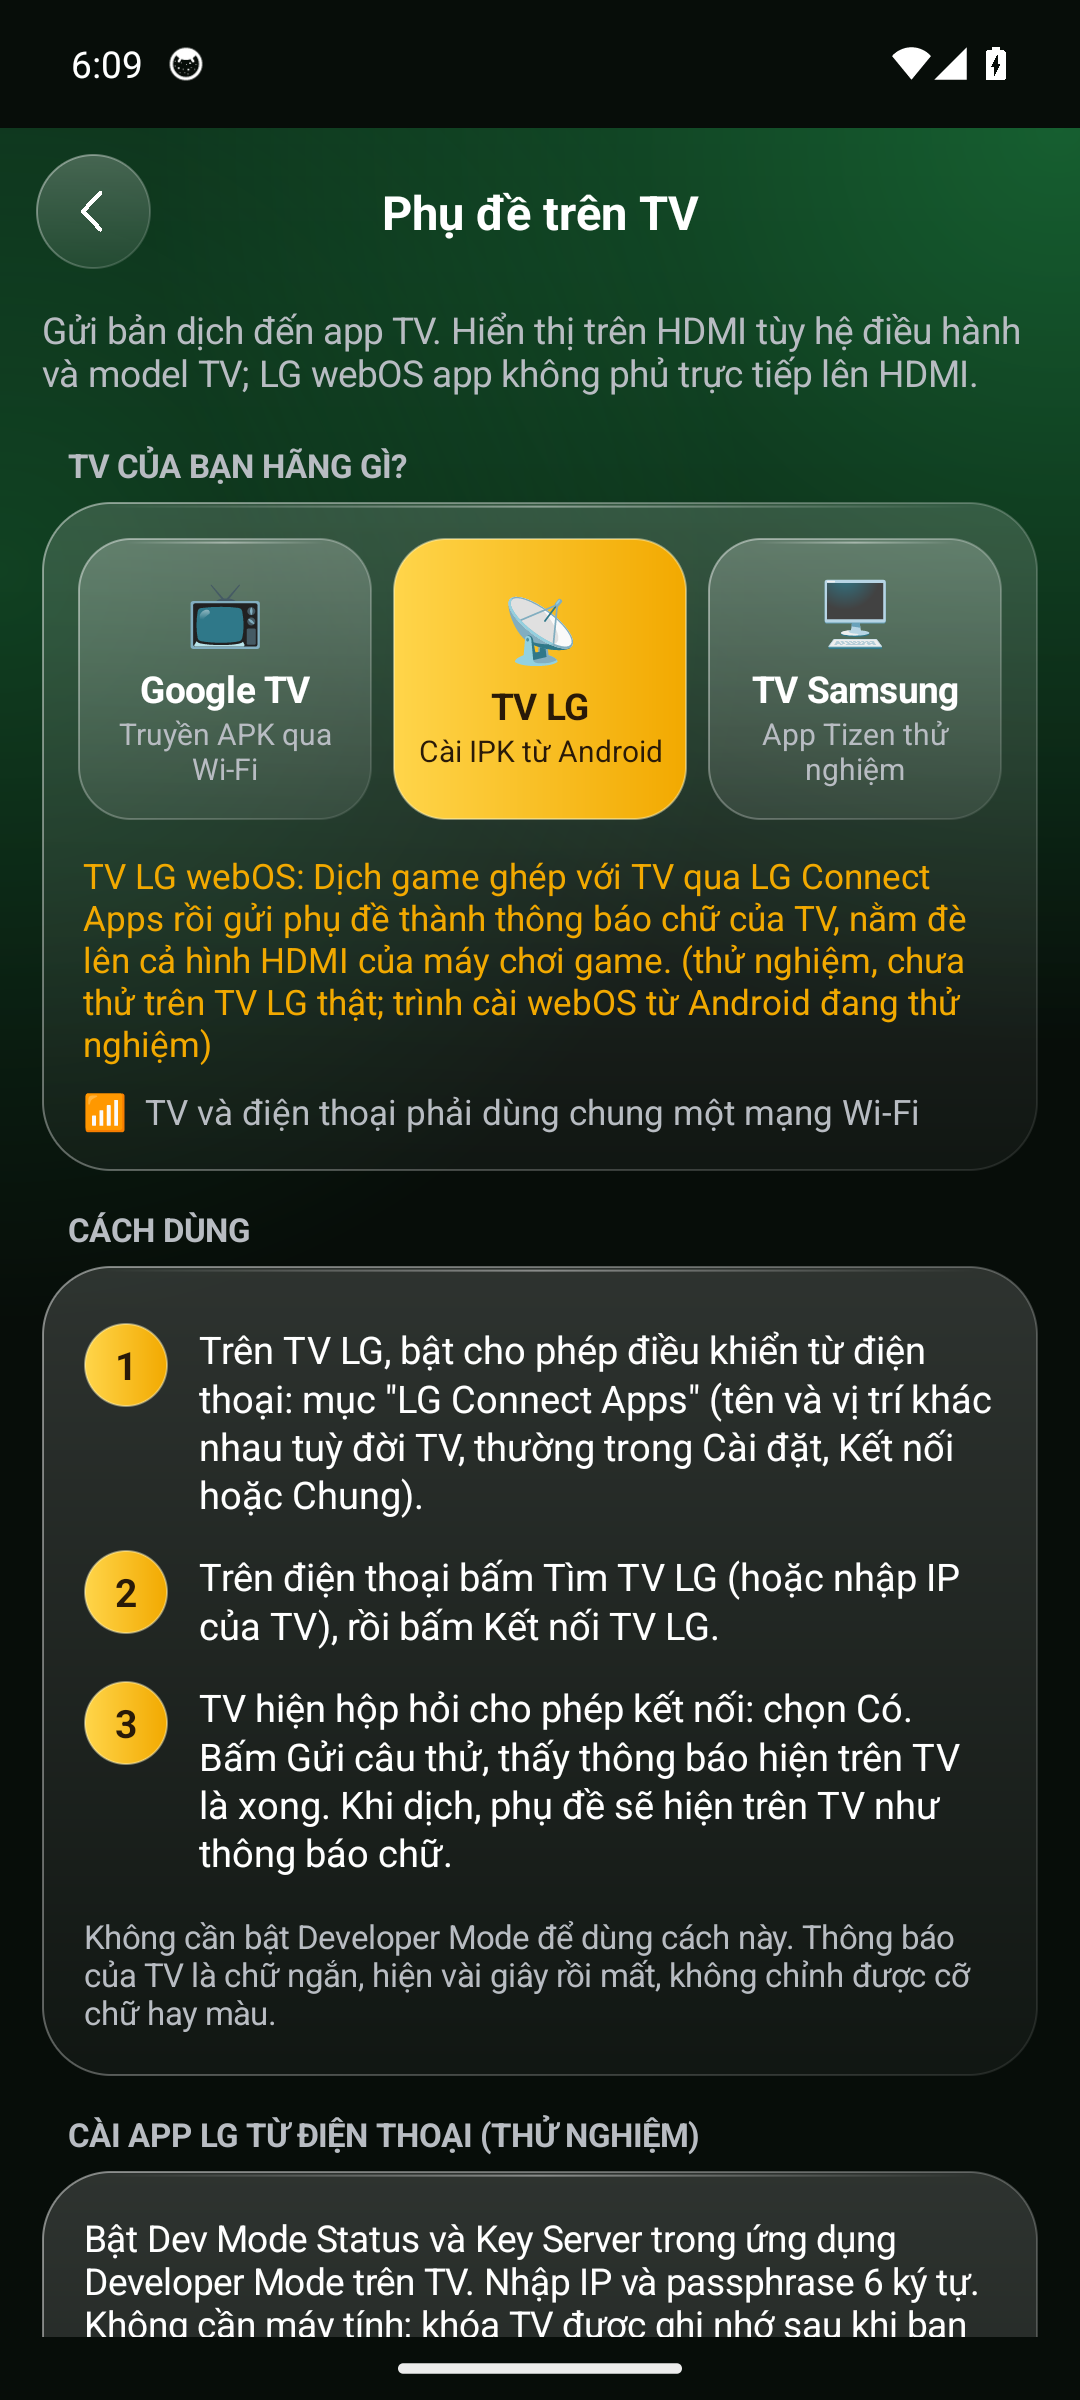 6:09
Phụ đề trên TV
Gửi bản dịch đến app TV. Hiển thị trên HDMI tùy hệ điều hành
và model TV; LG webOS app không phủ trực tiếp lên HDMI.
TV CỦA BẠN HÃNG GÌ?
Google TV
Truyền APK qua
Wi-Fi
TV LG
Cài IPK từ Android
TV Samsung
App Tizen thử
nghiệm
TV LG webOS: Dịch game ghép với TV qua LG Connect
Apps rồi gửi phụ đề thành thông báo chữ của TV, nằm đè
lên cả hình HDMI của máy chơi game. (thử nghiệm, chưa
thử trên TV LG thật; trình cài webOS từ Android đang thử
nghiệm)
TV và điện thoại phải dùng chung một mạng Wi-Fi
CÁCH DÙNG
1
Trên TV LG, bật cho phép điều khiển từ điện
thoại: mục "LG Connect Apps" (tên và vị trí khác
nhau tuỳ đời TV, thường trong Cài đặt, Kết nối
hoặc Chung).
2
Trên điện thoại bấm Tìm TV LG (hoặc nhập IP
của TV), rồi bấm Kết nối TV LG.
3
TV hiện hộp hỏi cho phép kết nối: chọn Có.
Bấm Gửi câu thử, thấy thông báo hiện trên TV
là xong. Khi dịch, phụ đề sẽ hiện trên TV như
thông báo chữ.
Không cần bật Developer Mode để dùng cách này. Thông báo
của TV là chữ ngắn, hiện vài giây rồi mất, không chỉnh được cỡ
chữ hay màu.
CÀI APP LG TỪ ĐIỆN THOẠI (THỬ NGHIỆM)
Bật Dev Mode Status và Key Server trong ứng dụng
Developer Mode trên TV. Nhập IP và passphrase 6 ký tự.
Không cần máy tính; khóa TV được ghi nhớ sau khi bạn